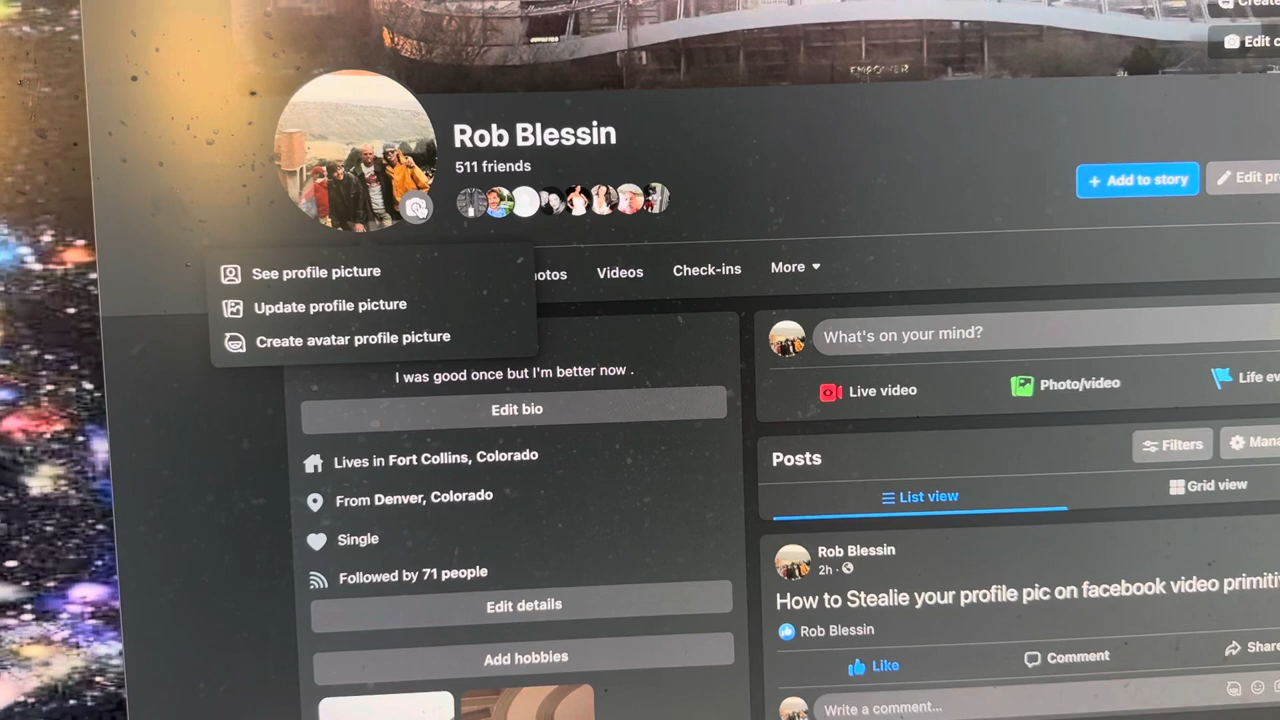 Create
Edit c
EMPOWER
Rob Blessin
511 friends
+ Add to story
Edit pr
See profile picture
Update profile picture
Create avatar profile picture
hotos
Videos
Check-ins
More
I was good once but I'm better now .
Edit bio
Lives in Fort Collins, Colorado
From Denver, Colorado
Single
Followed by 71 people
Edit details
Add hobbies
What's on your mind?
Live video
Photo/video
Life ev
Posts
Filters
Mana
List view
Grid view
Rob Blessin
2h ·
How to Stealie your profile pic on facebook video primiti
Rob Blessin
Like
Comment
Share
Write a comment...